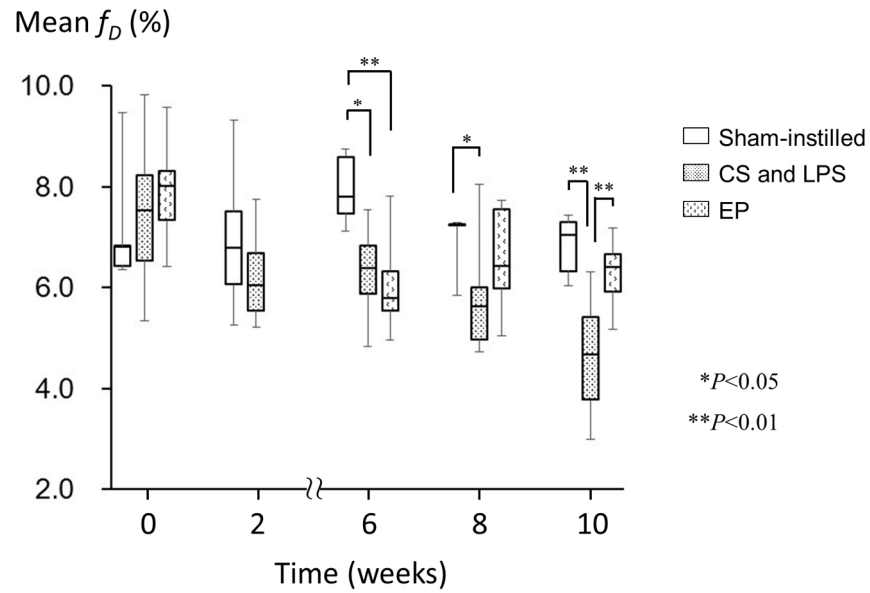 Mean f_D (%)
10.0
8.0
6.0
4.0
2.0
0
2
6
8
10
Time (weeks)
**
*
*
**
**
Sham-instilled
CS and LPS
EP
*P<0.05
**P<0.01